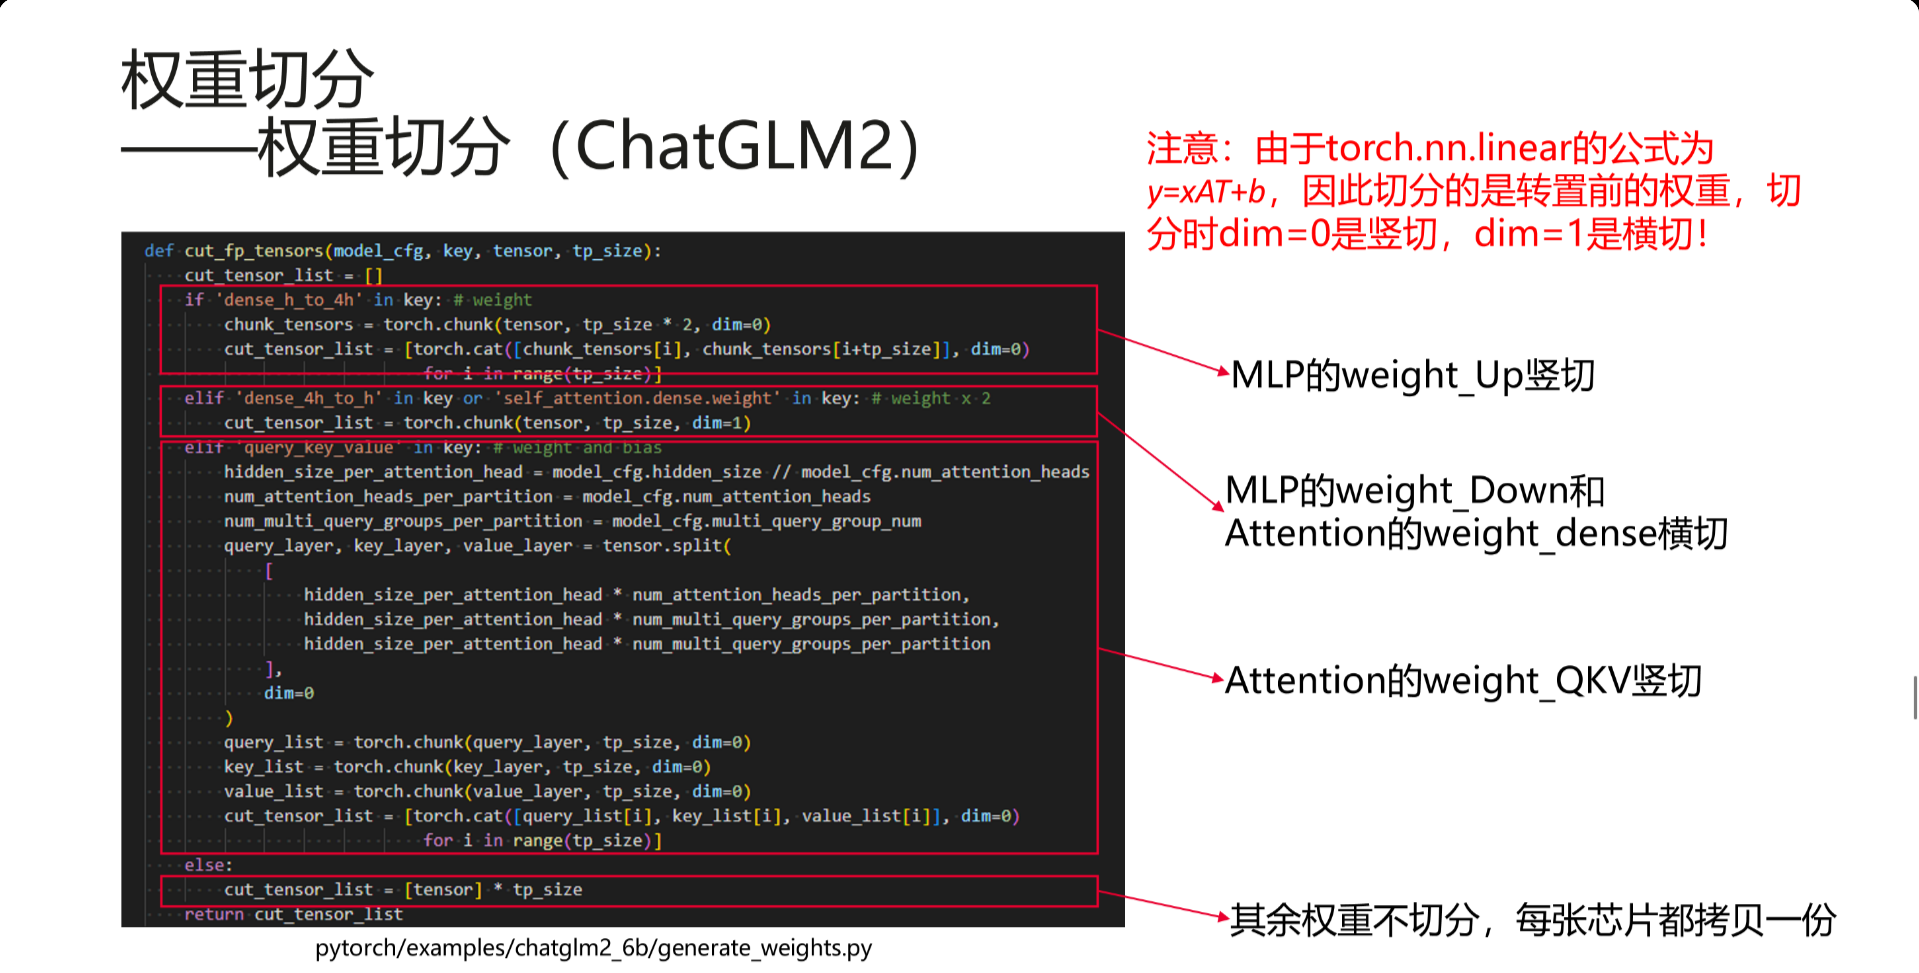 权重切分
——权重切分（ChatGLM2）
注意：由于torch.nn.linear的公式为
y=xAT+b，因此切分的是转置前的权重，切
分时dim=0是竖切，dim=1是横切！
def cut_fp_tensors(model_cfg, key, tensor, tp_size):
    cut_tensor_list = []
    if 'dense_h_to_4h' in key: # weight
        chunk_tensors = torch.chunk(tensor, tp_size * 2, dim=0)
        cut_tensor_list = [torch.cat([chunk_tensors[i], chunk_tensors[i+tp_size]], dim=0)
                            for i in range(tp_size)]
    elif 'dense_4h_to_h' in key or 'self_attention.dense.weight' in key: # weight x 2
        cut_tensor_list = torch.chunk(tensor, tp_size, dim=1)
    elif 'query_key_value' in key: # weight and bias
        hidden_size_per_attention_head = model_cfg.hidden_size // model_cfg.num_attention_heads
        num_attention_heads_per_partition = model_cfg.num_attention_heads
        num_multi_query_groups_per_partition = model_cfg.multi_query_group_num
        query_layer, key_layer, value_layer = tensor.split(
            [
                hidden_size_per_attention_head * num_attention_heads_per_partition,
                hidden_size_per_attention_head * num_multi_query_groups_per_partition,
                hidden_size_per_attention_head * num_multi_query_groups_per_partition
            ],
            dim=0
        )
        query_list = torch.chunk(query_layer, tp_size, dim=0)
        key_list = torch.chunk(key_layer, tp_size, dim=0)
        value_list = torch.chunk(value_layer, tp_size, dim=0)
        cut_tensor_list = [torch.cat([query_list[i], key_list[i], value_list[i]], dim=0)
                            for i in range(tp_size)]
    else:
        cut_tensor_list = [tensor] * tp_size
    return cut_tensor_list
MLP的weight_Up竖切
MLP的weight_Down和
Attention的weight_dense横切
Attention的weight_QKV竖切
其余权重不切分，每张芯片都拷贝一份
pytorch/examples/chatglm2_6b/generate_weights.py